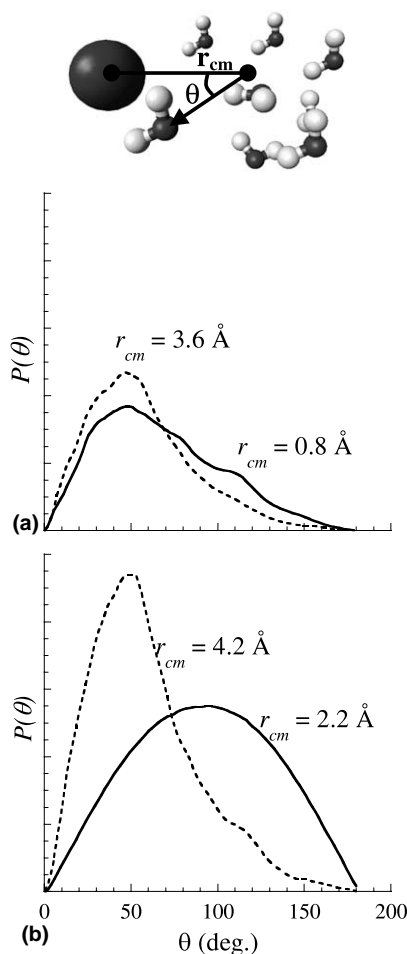 r_cm
θ
P(θ)
r_cm = 3.6 Å
r_cm = 0.8 Å
(a)
P(θ)
r_cm = 4.2 Å
r_cm = 2.2 Å
(b)
0 50 100 150 200
θ (deg.)